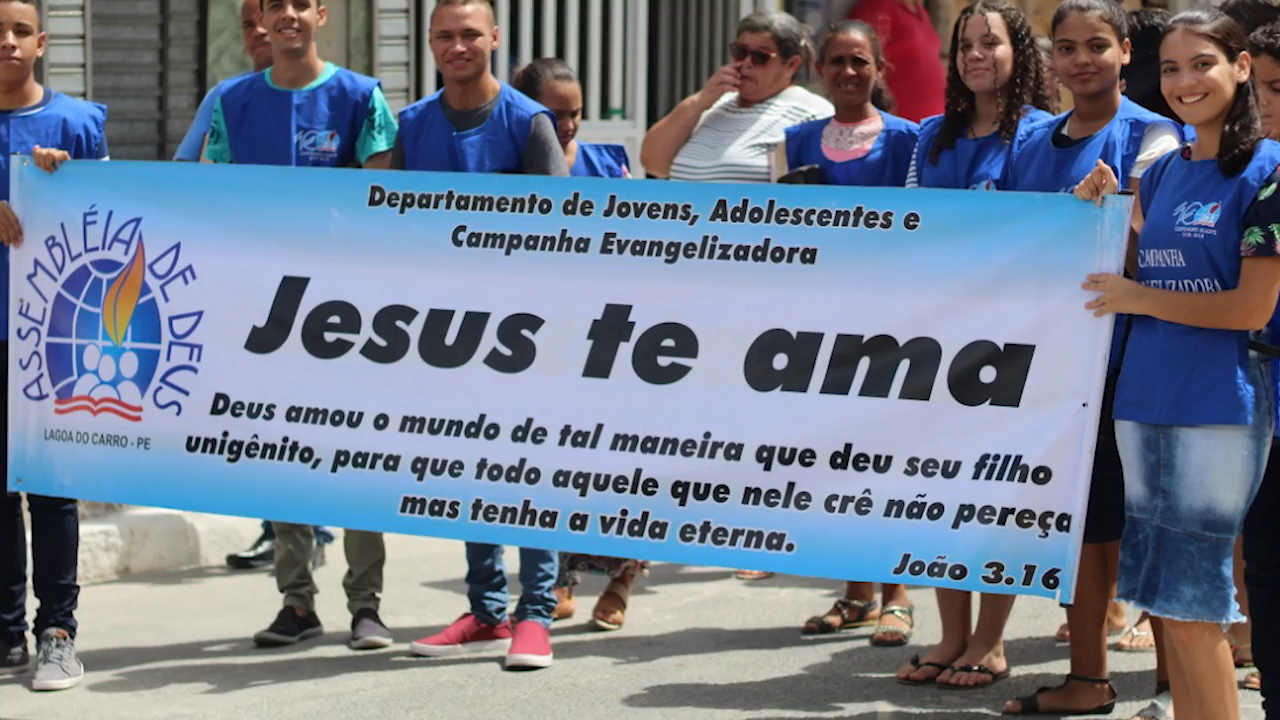 Departamento de Jovens, Adolescentes e
Campanha Evangelizadora
Jesus te ama
ASSEMBLÉIA DE DEUS
LAGOA DO CARRO - PE
Deus amou o mundo de tal maneira que deu seu filho
unigênito, para que todo aquele que nele crê não pereça
mas tenha a vida eterna.
João 3.16
CAMPANHA